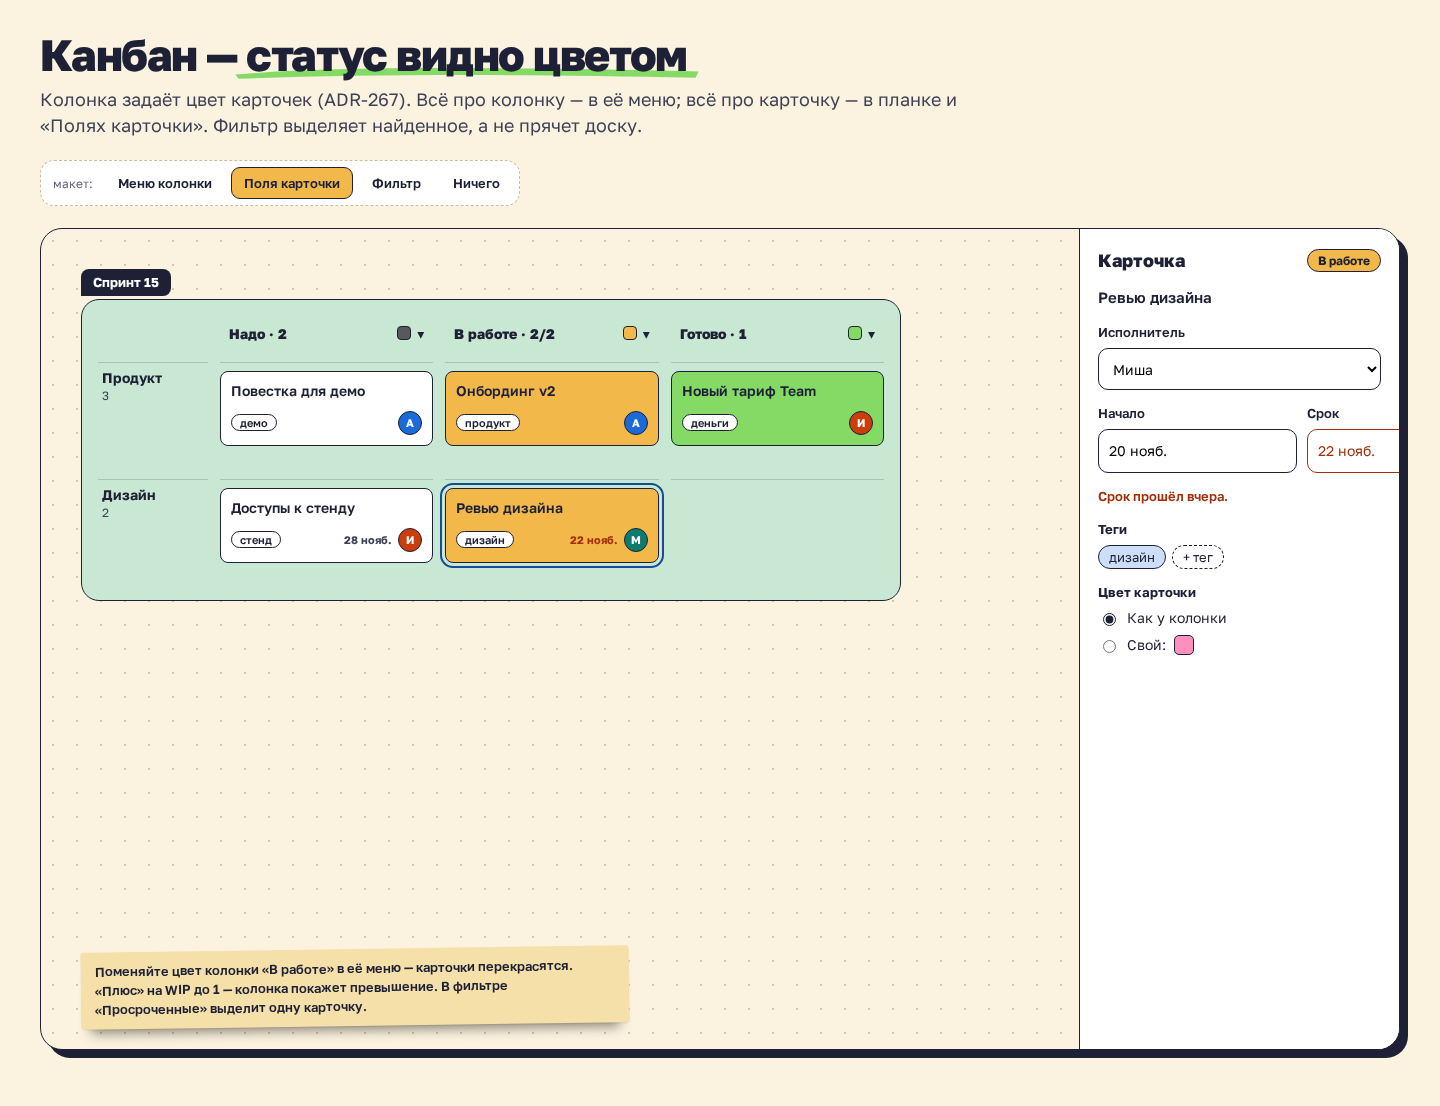 Канбан — статус видно цветом
Колонка задаёт цвет карточек (ADR-267). Всё про колонку — в её меню; всё про карточку — в планке и
«Полях карточки». Фильтр выделяет найденное, а не прячет доску.
макет: Меню колонки Поля карточки Фильтр Ничего
Спринт 15
Надо · 2 ▼ В работе · 2/2 ▼ Готово · 1 ▼
Продукт
3
Повестка для демо
демо А
Онбординг v2
продукт А
Новый тариф Team
деньги И
Дизайн
2
Доступы к стенду
стенд 28 нояб. И
Ревью дизайна
дизайн 22 нояб. М
Поменяйте цвет колонки «В работе» в её меню — карточки перекрасятся.
«Плюс» на WIP до 1 — колонка покажет превышение. В фильтре
«Просроченные» выделит одну карточку.
Карточка В работе
Ревью дизайна
Исполнитель
Миша
Начало Срок
20 нояб. 22 нояб.
Срок прошёл вчера.
Теги
дизайн + тег
Цвет карточки
Как у колонки
Свой: